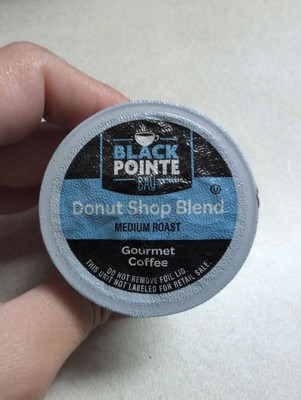 BLACK
POINTE
BAY
Donut Shop Blend
MEDIUM ROAST
Gourmet
Coffee
DO NOT REMOVE FOIL LID.
THIS UNIT NOT LABELED FOR RETAIL SALE.